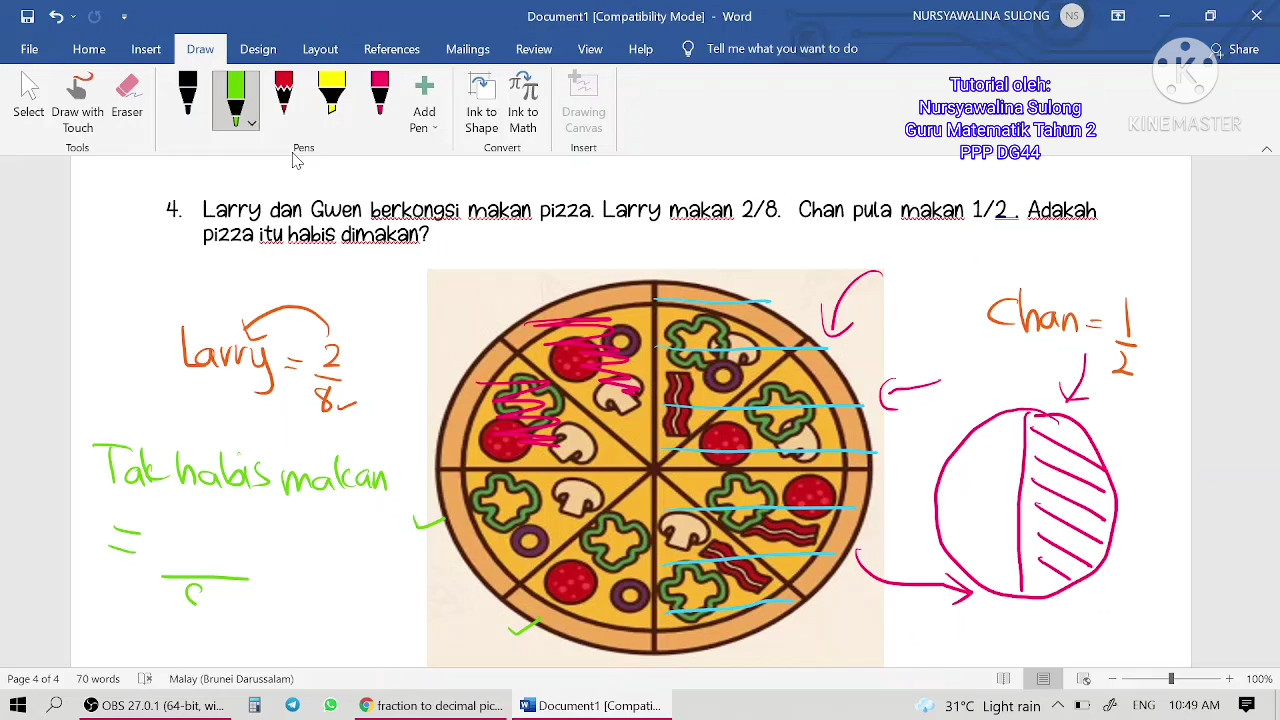 Document1 [Compatibility Mode] - Word
NURSYAWALINA SULONG
NS
File Home Insert Draw Design Layout References Mailings Review View Help Tell me what you want to do
Share
Select
Draw with Touch
Eraser
Add Pen
Ink to Shape
Ink to Math
Drawing Canvas
Tools
Pens
Convert
Insert
Tutorial oleh:
Nursyawalina Sulong
Guru Matematik Tahun 2
PPP DG44
KINEMASTER
4. Larry dan Gwen berkongsi makan pizza. Larry makan 2/8. Chan pula makan 1/2 . Adakah
pizza itu habis dimakan?
Larry = 2/8
Chan = 1/2
Tak habis makan
=
Page 4 of 4 70 words Malay (Brunei Darussalam) 100%
OBS 27.0.1 (64-bit, wi...
fraction to decimal pic...
Document1 [Compati...
31°C Light rain
10:49 AM